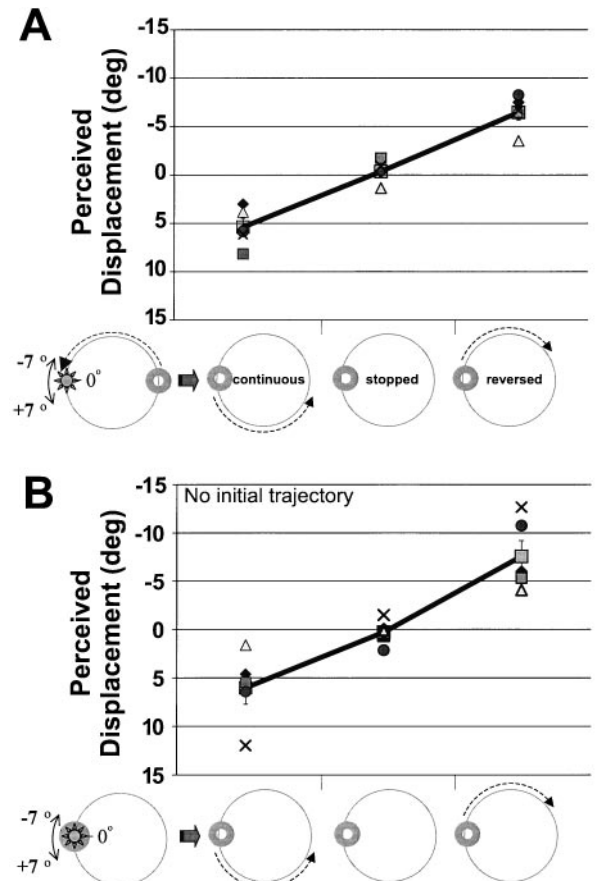 A
Perceived
Displacement (deg)
-15
-10
-5
0
5
10
15
-7 °
0°
+7 °
continuous
stopped
reversed
B
No initial trajectory
Perceived
Displacement (deg)
-15
-10
-5
0
5
10
15
-7 °
0°
+7 °